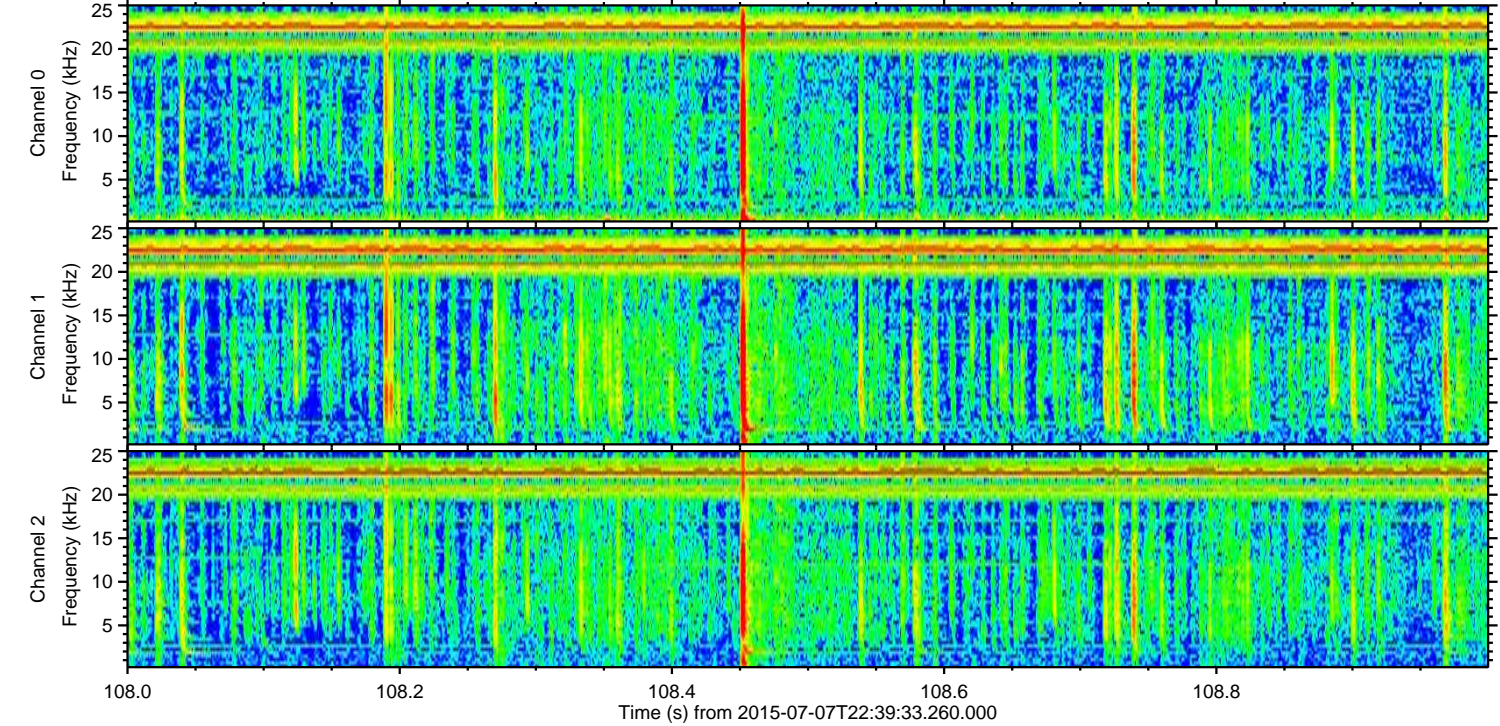 25
20
15
10
5
Channel 0
Frequency (kHz)
25
20
15
10
5
Channel 1
Frequency (kHz)
25
20
15
10
5
Channel 2
Frequency (kHz)
108.0 108.2 108.4 108.6 108.8
Time (s) from 2015-07-07T22:39:33.260.000